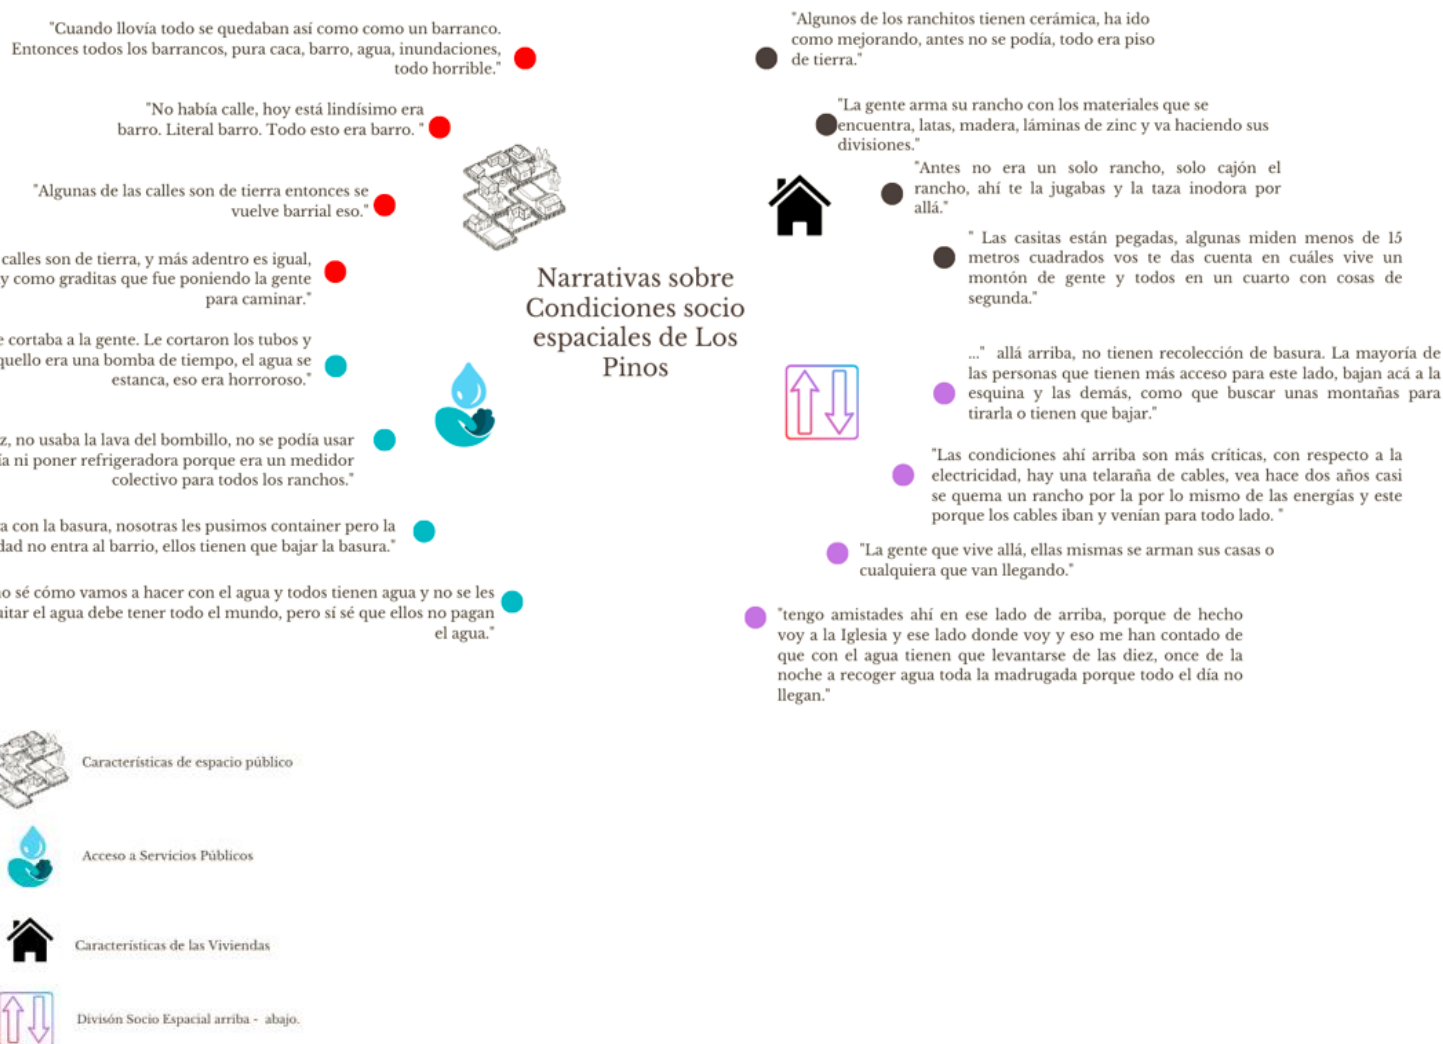 "Cuando llovía todo se quedaban así como como un barranco.
Entonces todos los barrancos, pura caca, barro, agua, inundaciones,
todo horrible."
"No había calle, hoy está lindísimo era
barro. Literal barro. Todo esto era barro. "
"Algunas de las calles son de tierra entonces se
vuelve barrial eso."
calles son de tierra, y más adentro es igual,
y como graditas que fue poniendo la gente
para caminar."
e cortaba a la gente. Le cortaron los tubos y
quello era una bomba de tiempo, el agua se
estanca, eso era horroroso."
z, no usaba la lava del bombillo, no se podía usar
ía ni poner refrigeradora porque era un medidor
colectivo para todos los ranchos."
a con la basura, nosotras les pusimos container pero la
dad no entra al barrio, ellos tienen que bajar la basura."
o sé cómo vamos a hacer con el agua y todos tienen agua y no se les
uitar el agua debe tener todo el mundo, pero sí sé que ellos no pagan
el agua."
Narrativas sobre
Condiciones socio
espaciales de Los
Pinos
"Algunos de los ranchitos tienen cerámica, ha ido
como mejorando, antes no se podía, todo era piso
de tierra."
"La gente arma su rancho con los materiales que se
encuentra, latas, madera, láminas de zinc y va haciendo sus
divisiones."
"Antes no era un solo rancho, solo cajón el
rancho, ahí te la jugabas y la taza inodora por
allá."
" Las casitas están pegadas, algunas miden menos de 15
metros cuadrados vos te das cuenta en cuáles vive un
montón de gente y todos en un cuarto con cosas de
segunda."
..." allá arriba, no tienen recolección de basura. La mayoría de
las personas que tienen más acceso para este lado, bajan acá a la
esquina y las demás, como que buscar unas montañas para
tirarla o tienen que bajar."
"Las condiciones ahí arriba son más críticas, con respecto a la
electricidad, hay una telaraña de cables, vea hace dos años casi
se quema un rancho por la por lo mismo de las energías y este
porque los cables iban y venían para todo lado. "
"La gente que vive allá, ellas mismas se arman sus casas o
cualquiera que van llegando."
"tengo amistades ahí en ese lado de arriba, porque de hecho
voy a la Iglesia y ese lado donde voy y eso me han contado de
que con el agua tienen que levantarse de las diez, once de la
noche a recoger agua toda la madrugada porque todo el día no
llegan."
Características de espacio público
Acceso a Servicios Públicos
Características de las Viviendas
Divisón Socio Espacial arriba - abajo.